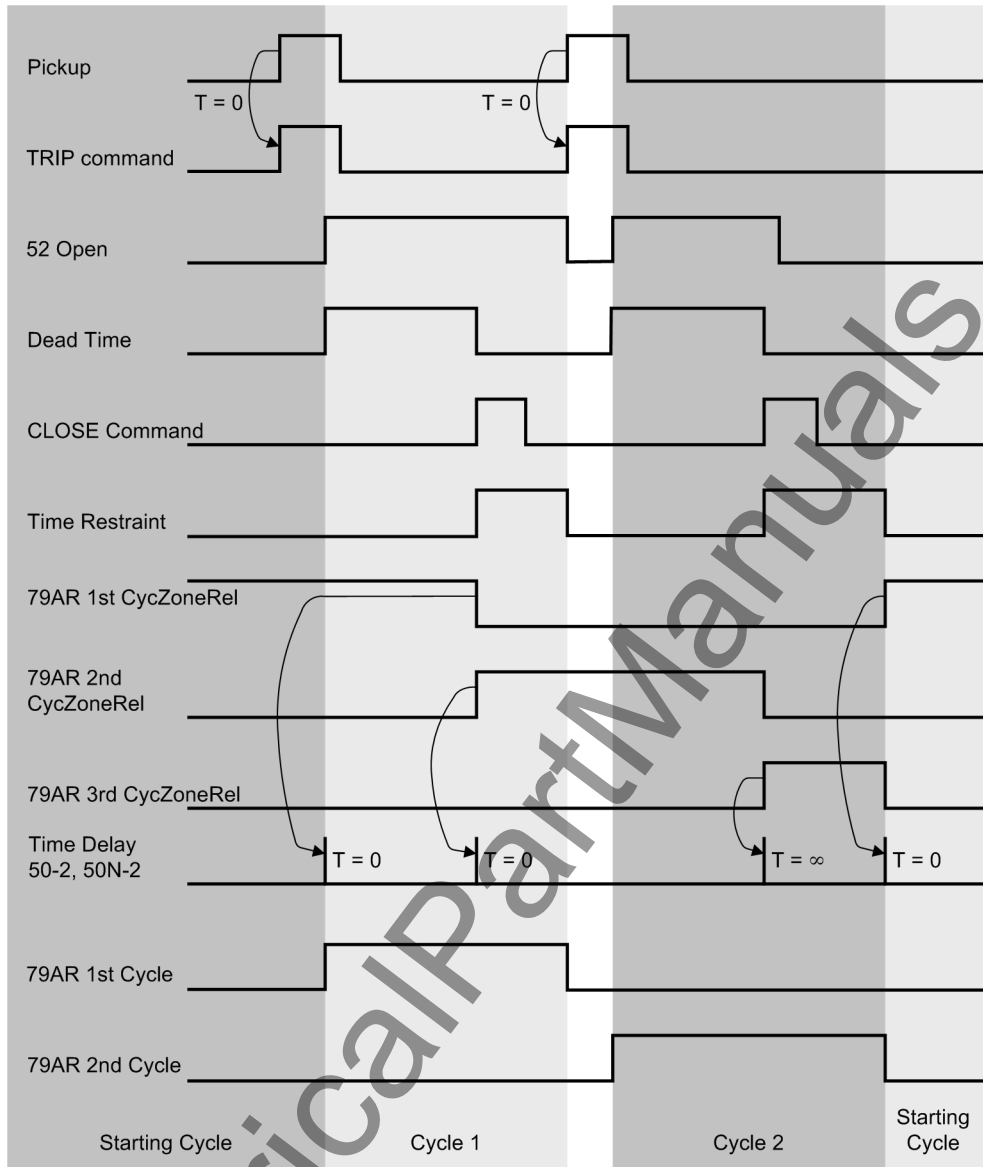 Pickup
T = 0
T = 0
TRIP command
52 Open
Dead Time
CLOSE Command
Time Restraint
79AR 1st CycZoneRel
79AR 2nd
CycZoneRel
79AR 3rd CycZoneRel
Time Delay
50-2, 50N-2
T = 0
T = 0
T = ∞
T = 0
79AR 1st Cycle
79AR 2nd Cycle
Starting Cycle
Cycle 1
Cycle 2
Starting
Cycle
icalPartManuals